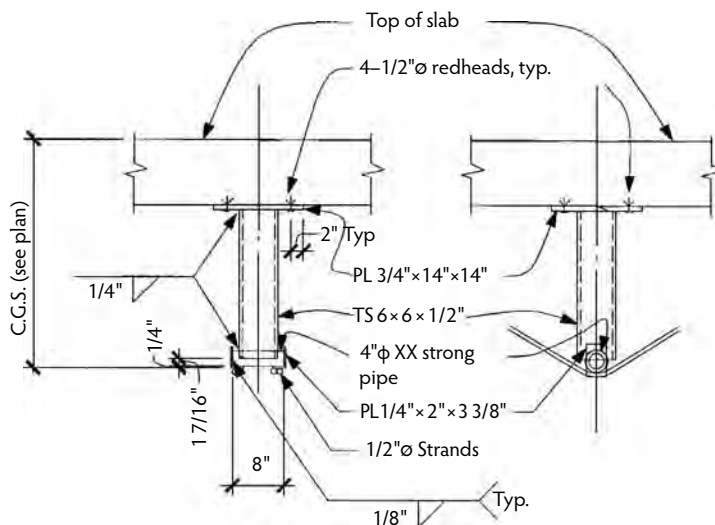 Top of slab
4–1/2"Ø redheads, typ.
C.G.S. (see plan)
2" Typ
PL 3/4"×14"×14"
1/4"
TS 6×6×1/2"
1/4"
4"ϕ XX strong
pipe
1 7/16"
PL1/4"×2"×3 3/8"
1/2"Ø Strands
8"
1/8"
Typ.